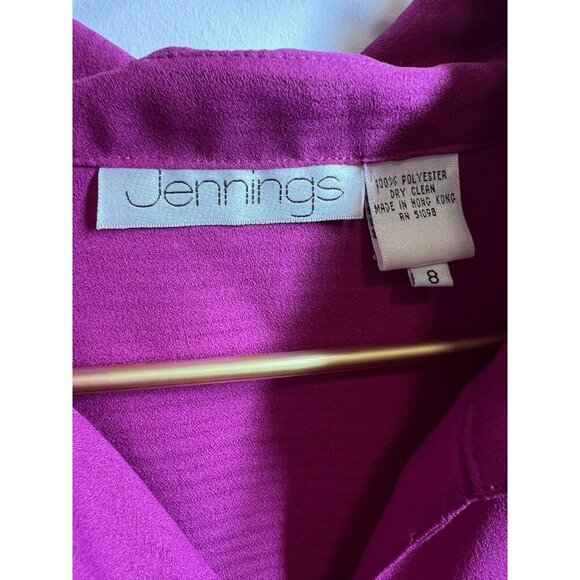 Jennings
100% POLYESTER
DRY CLEAN
MADE IN HONG KONG
RN 51098
8